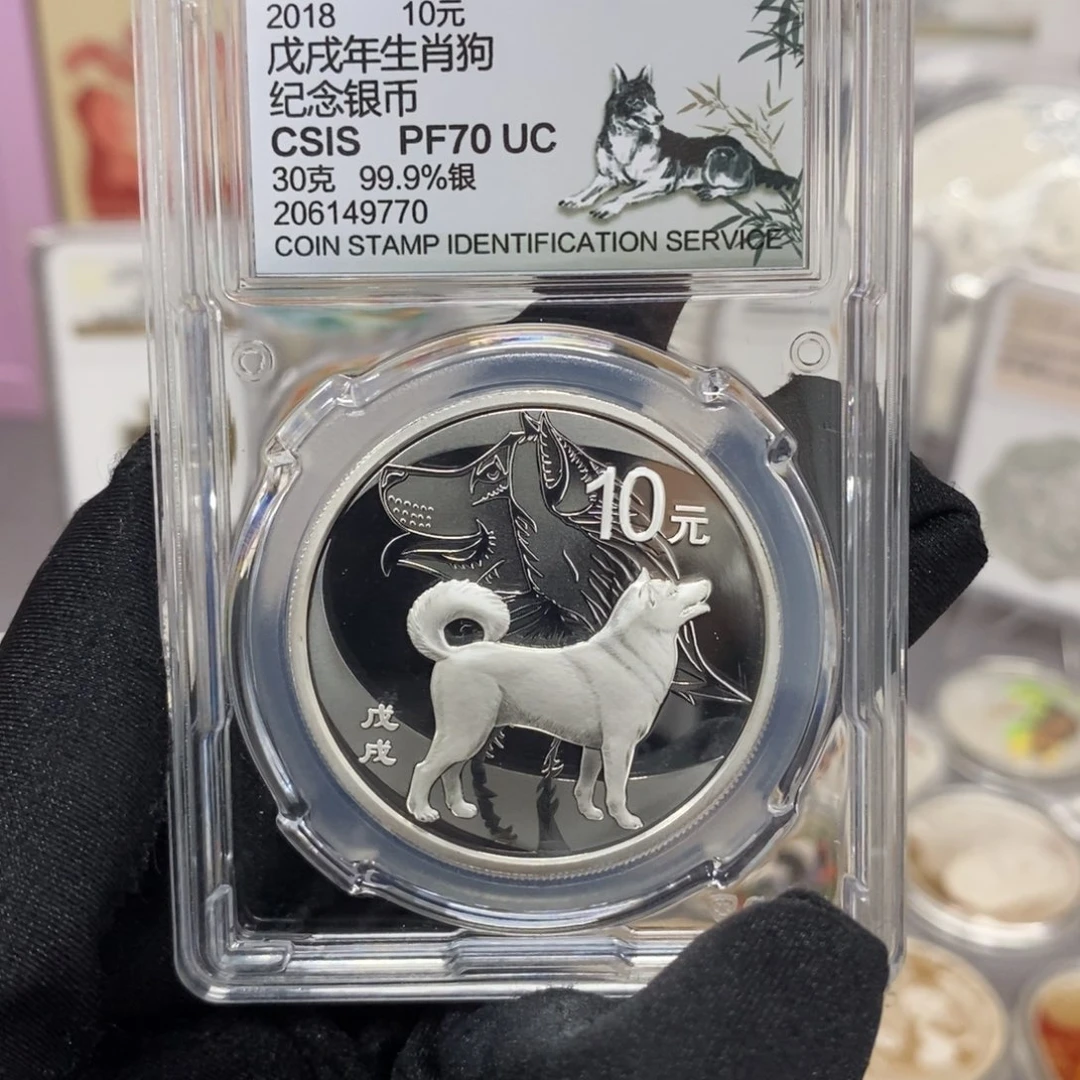 2018 10元
戊戌年生肖狗
纪念银币
CSIS PF70 UC
30克 99.9%银
206149770
COIN STAMP IDENTIFICATION SERVICE
10元
戊
戌